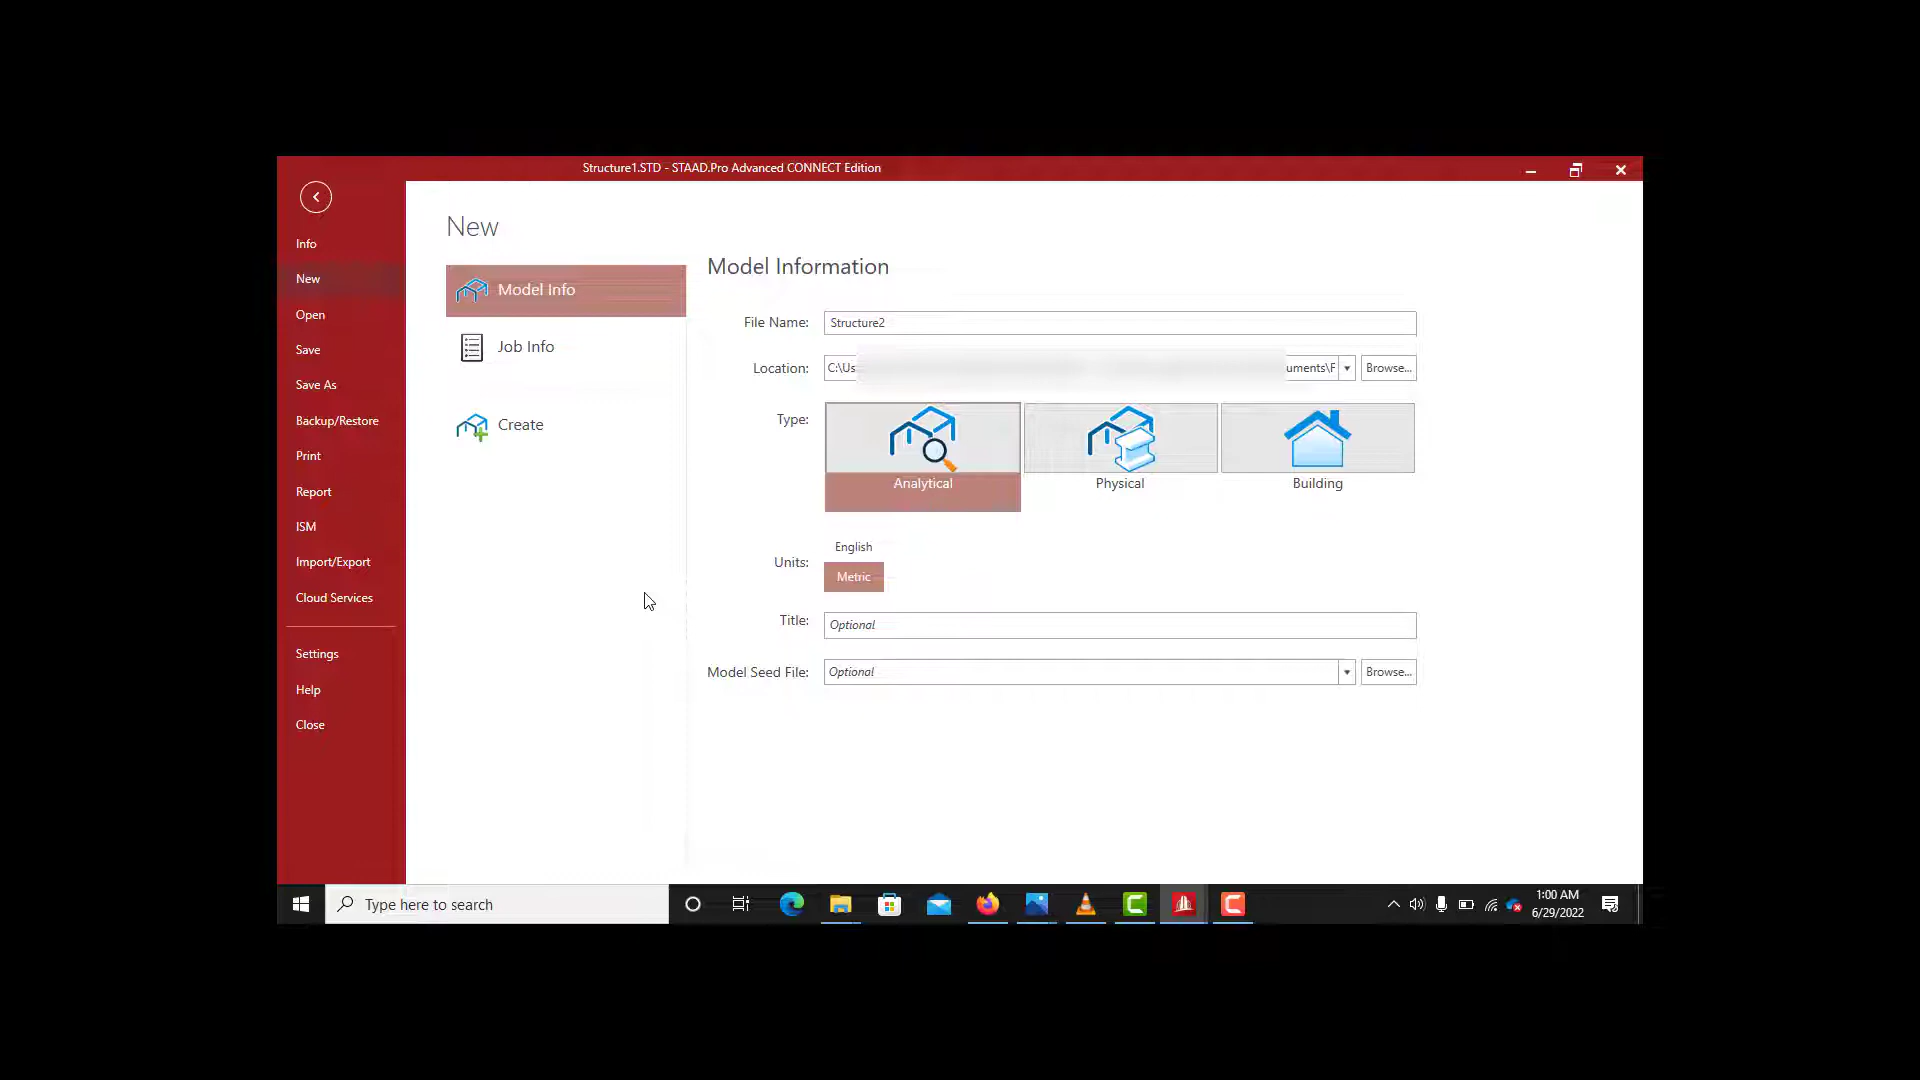 Structure1.STD - STAAD.Pro Advanced CONNECT Edition
Info
New
Open
Save
Save As
Backup/Restore
Print
Report
ISM
Import/Export
Cloud Services
Settings
Help
Close
New
Model Info
Job Info
Create
Model Information
File Name: Structure2
Location: C:\Us uments\F Browse...
Type:
Analytical Physical Building
Units: English
Metric
Title: Optional
Model Seed File: Optional Browse...
Type here to search
1:00 AM
6/29/2022